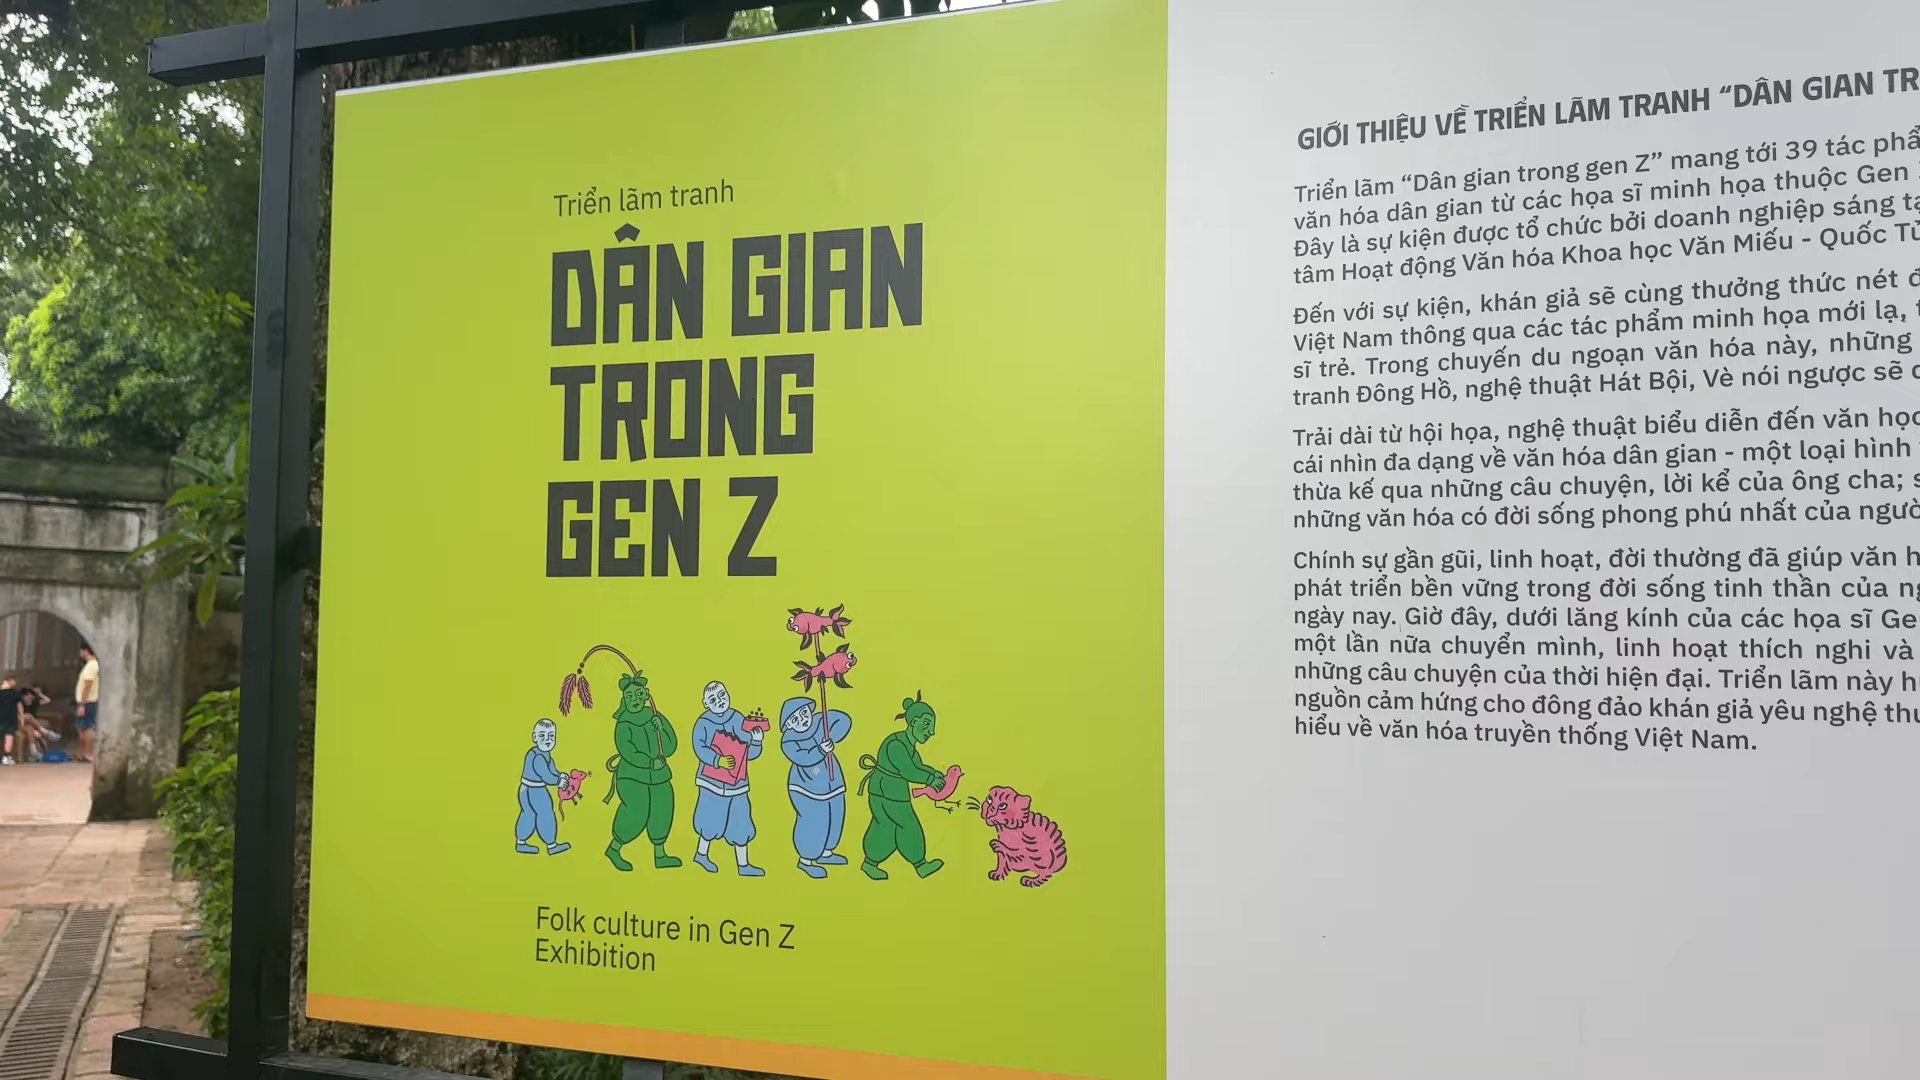 Triển lãm tranh
DÂN GIAN
TRONG
GEN Z
Folk culture in Gen Z
Exhibition
GIỚI THIỆU VỀ TRIỂN LÃM TRANH “DÂN GIAN TR
Triển lãm “Dân gian trong gen Z” mang tới 39 tác phẩ
văn hóa dân gian từ các họa sĩ minh họa thuộc Gen
Đây là sự kiện được tổ chức bởi doanh nghiệp sáng tạ
tâm Hoạt động Văn hóa Khoa học Văn Miếu - Quốc Tử
Đến với sự kiện, khán giả sẽ cùng thưởng thức nét đ
Việt Nam thông qua các tác phẩm minh họa mới lạ, t
sĩ trẻ. Trong chuyến du ngoạn văn hóa này, những
tranh Đông Hồ, nghệ thuật Hát Bội, Vè nói ngược sẽ
Trải dài từ hội họa, nghệ thuật biểu diễn đến văn học
cái nhìn đa dạng về văn hóa dân gian - một loại hình
thừa kế qua những câu chuyện, lời kể của ông cha; s
những văn hóa có đời sống phong phú nhất của ngườ
Chính sự gần gũi, linh hoạt, đời thường đã giúp văn h
phát triển bền vững trong đời sống tinh thần của ng
ngày nay. Giờ đây, dưới lăng kính của các họa sĩ Ge
một lần nữa chuyển mình, linh hoạt thích nghi và
những câu chuyện của thời hiện đại. Triển lãm này h
nguồn cảm hứng cho đông đảo khán giả yêu nghệ thu
hiểu về văn hóa truyền thống Việt Nam.